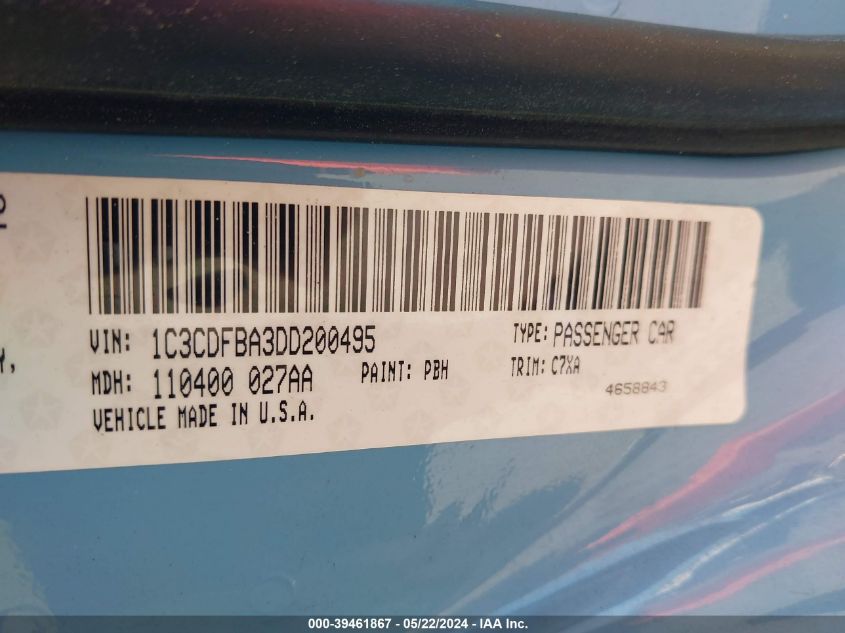 VIN: 1C3CDFBA3DD200495 TYPE: PASSENGER CAR
MDH: 110400 027AA PAINT: PBH TRIM: C7XA
4658843
VEHICLE MADE IN U.S.A.
000-39461867 - 05/22/2024 - IAA, Inc.